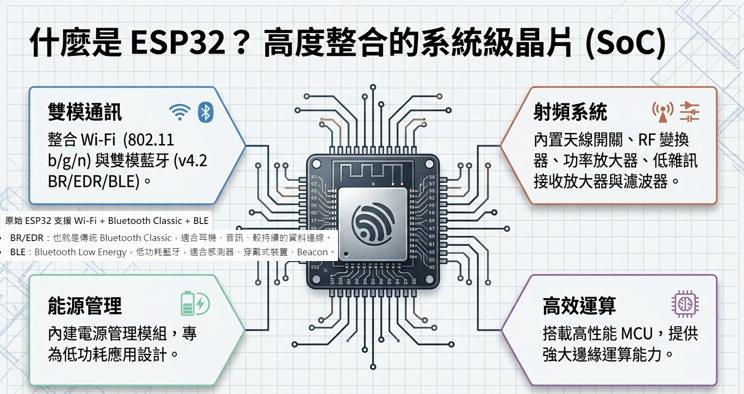 什麼是 ESP32？高度整合的系統級晶片 (SoC)
雙模通訊
整合 Wi-Fi (802.11
b/g/n) 與雙模藍牙 (v4.2
BR/EDR/BLE)。
射頻系統
內置天線開關、RF 變換
器、功率放大器、低雜訊
接收放大器與濾波器。
原始 ESP32 支援 Wi-Fi + Bluetooth Classic + BLE
• BR/EDR：也就是傳統 Bluetooth Classic，適合耳機、音訊、較持續的資料連線。
• BLE：Bluetooth Low Energy，低功耗藍牙，適合感測器、穿戴式裝置、Beacon。
能源管理
內建電源管理模組，專
為低功耗應用設計。
高效運算
搭載高性能 MCU，提供
強大邊緣運算能力。